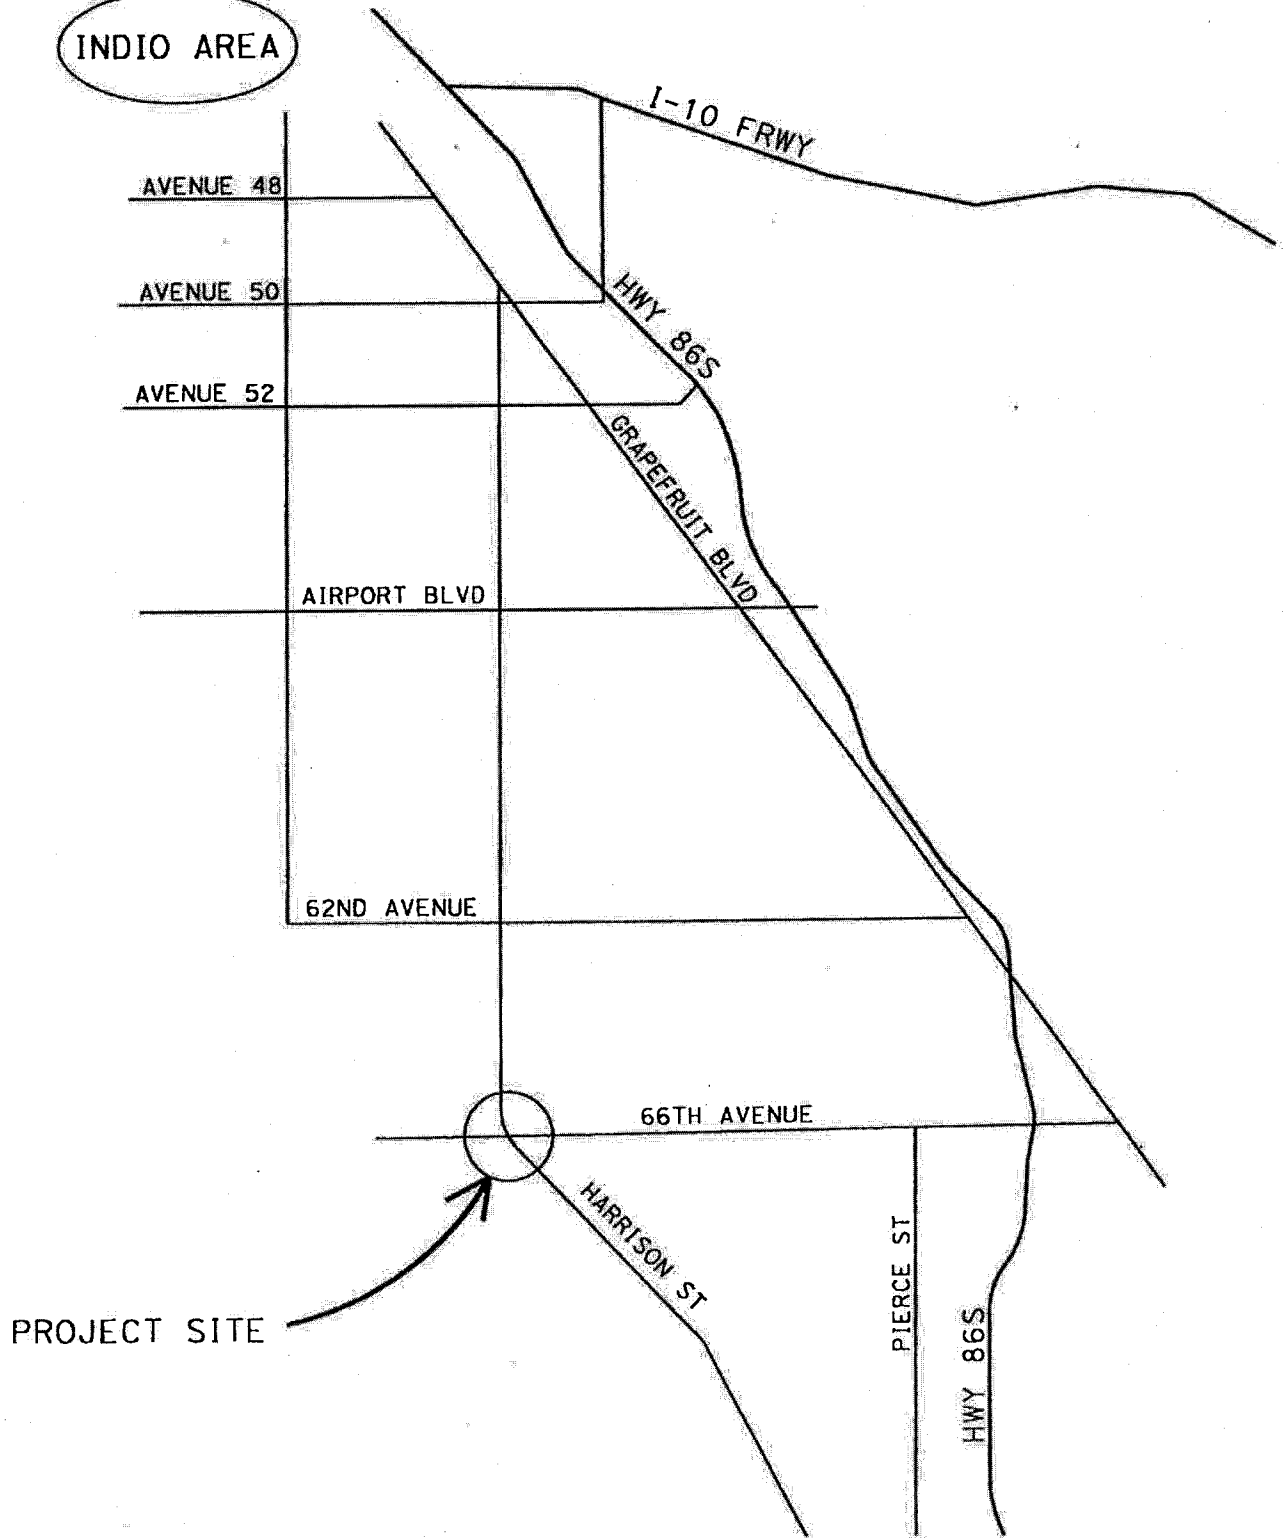 INDIO AREA
I-10 FRWY
AVENUE 48
AVENUE 50
HWY 86S
AVENUE 52
GRAPEFRUIT BLVD
AIRPORT BLVD
62ND AVENUE
66TH AVENUE
HARRISON ST
PIERCE ST
PROJECT SITE
HWY 86S